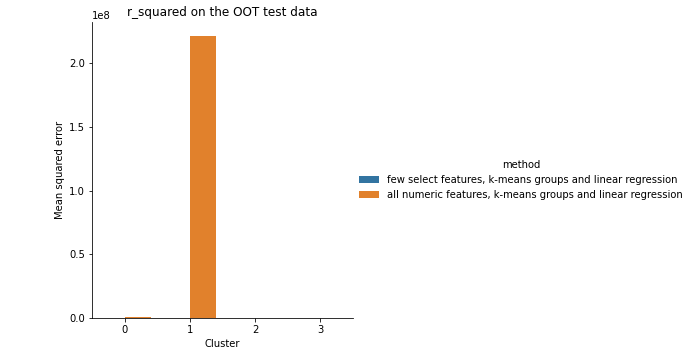 r_squared on the OOT test data
1e8
2.0
1.5
1.0
0.5
0.0
Mean squared error
0 1 2 3
Cluster
method
few select features, k-means groups and linear regression
all numeric features, k-means groups and linear regression